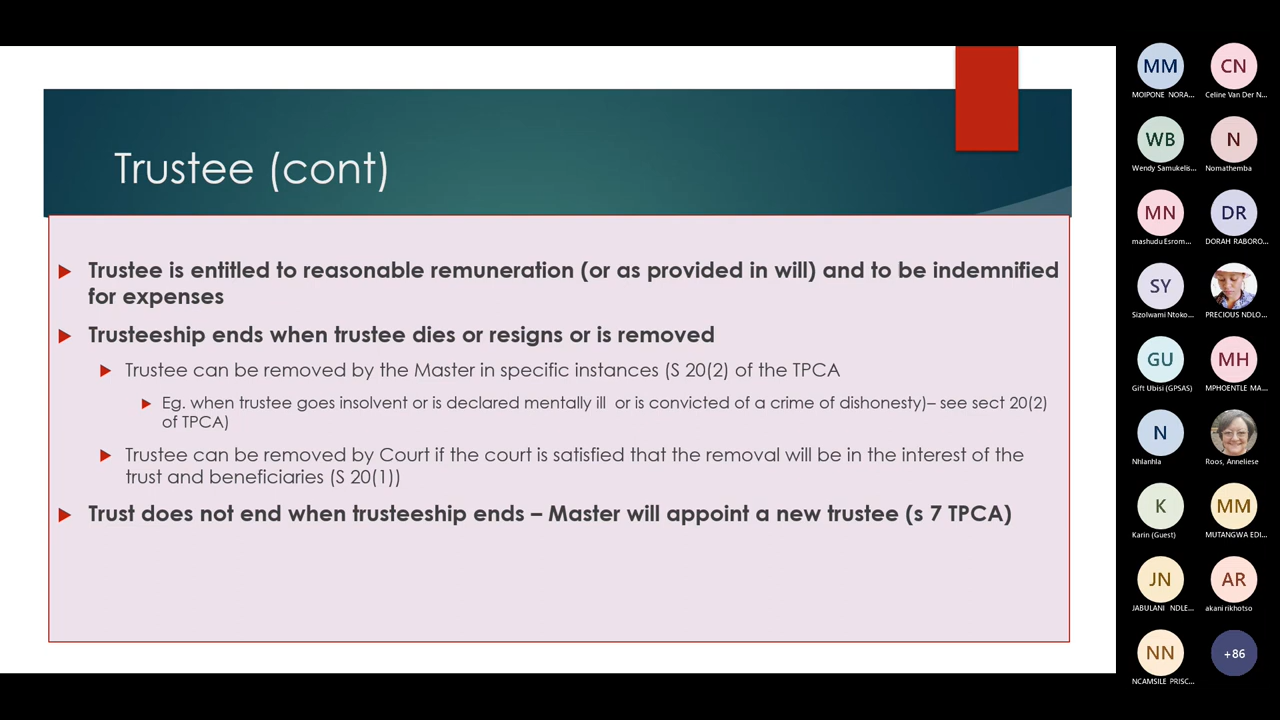 Trustee (cont)
Trustee is entitled to reasonable remuneration (or as provided in will) and to be indemnified
for expenses
Trusteeship ends when trustee dies or resigns or is removed
Trustee can be removed by the Master in specific instances (S 20(2) of the TPCA
Eg. when trustee goes insolvent or is declared mentally ill or is convicted of a crime of dishonesty)– see sect 20(2)
of TPCA)
Trustee can be removed by Court if the court is satisfied that the removal will be in the interest of the
trust and beneficiaries (S 20(1))
Trust does not end when trusteeship ends – Master will appoint a new trustee (s 7 TPCA)
MM
CN
MOIPONE NORA...
Celine Van Der N...
WB
N
Wendy Samukelis...
Nomathemba
MN
DR
mashudu Esrom...
DORAH RABORO...
SY
Sizolwami Ntoko...
PRECIOUS NDLO...
GU
MH
Gift Ubisi (GPSAS)
MPHOENTLE MA...
N
Nhlanhla
Roos, Anneliese
K
MM
Karin (Guest)
MUTANGWA EDI...
JN
AR
JABULANI NDLE...
akani rikhotso
NN
+86
NCAMSILE PRISC...